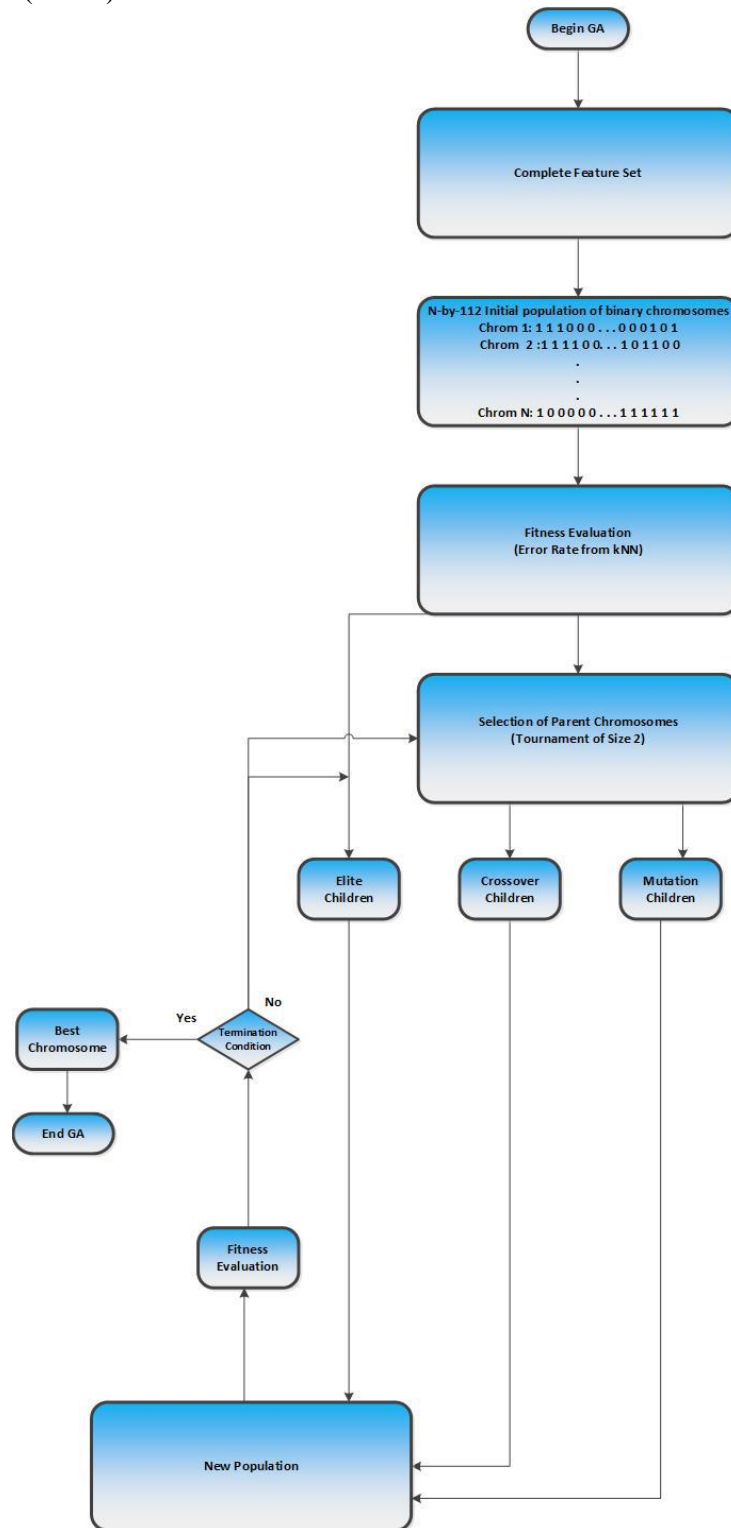 Begin GA
Complete Feature Set
N-by-112 Initial population of binary chromosomes
Chrom 1: 1 1 1 0 0 0 . . . 0 0 0 1 0 1
Chrom 2 :1 1 1 1 0 0. . . 1 0 1 1 0 0
.
.
.
Chrom N: 1 0 0 0 0 0 . . . 1 1 1 1 1 1
Fitness Evaluation
(Error Rate from kNN)
Selection of Parent Chromosomes
(Tournament of Size 2)
Elite
Children
Crossover
Children
Mutation
Children
No
Yes
Termination
Condition
Best
Chromosome
End GA
Fitness
Evaluation
New Population